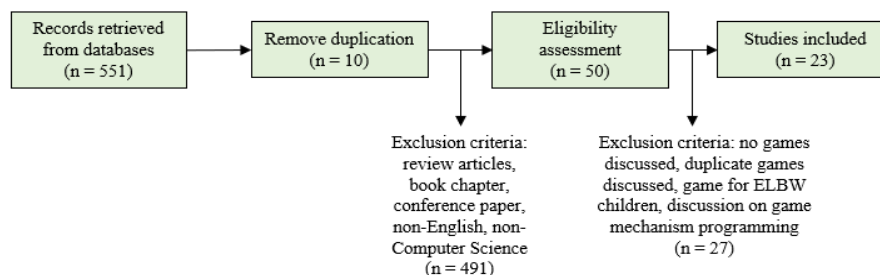 Records retrieved
from databases
(n = 551)
Remove duplication
(n = 10)
Eligibility
assessment
(n = 50)
Studies included
(n = 23)
Exclusion criteria:
review articles,
book chapter,
conference paper,
non-English, non-
Computer Science
(n = 491)
Exclusion criteria: no games
discussed, duplicate games
discussed, game for ELBW
children, discussion on game
mechanism programming
(n = 27)